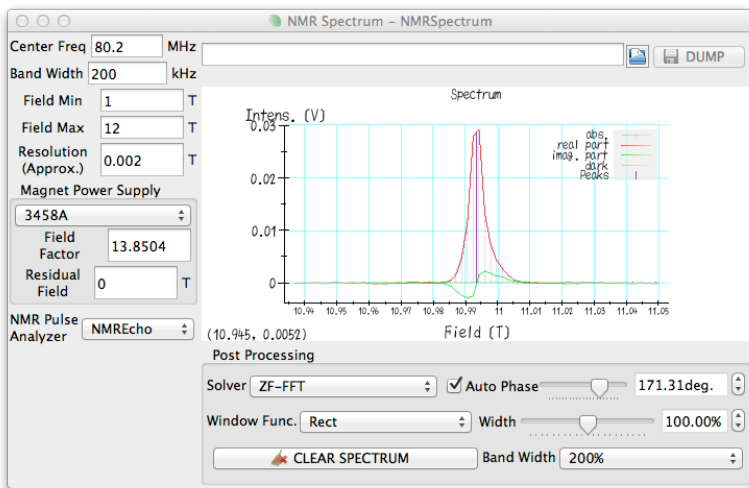 NMR Spectrum – NMRSpectrum
Center Freq 80.2 MHz
Band Width 200 kHz
Field Min 1 T
Field Max 12 T
Resolution (Approx.) 0.002 T
Magnet Power Supply
3458A
Field Factor 13.8504
Residual Field 0 T
NMR Pulse Analyzer NMREcho
DUMP
Spectrum
Intens. (V)
0.03
0.02
0.01
0
abs.
real part
imag. part
dark
Peaks
10.94 10.95 10.96 10.97 10.98 10.99 11 11.01 11.02 11.03 11.04 11.05
(10.945, 0.0052)
Field (T)
Post Processing
Solver ZF-FFT Auto Phase 171.31deg.
Window Func. Rect Width 100.00%
CLEAR SPECTRUM Band Width 200%